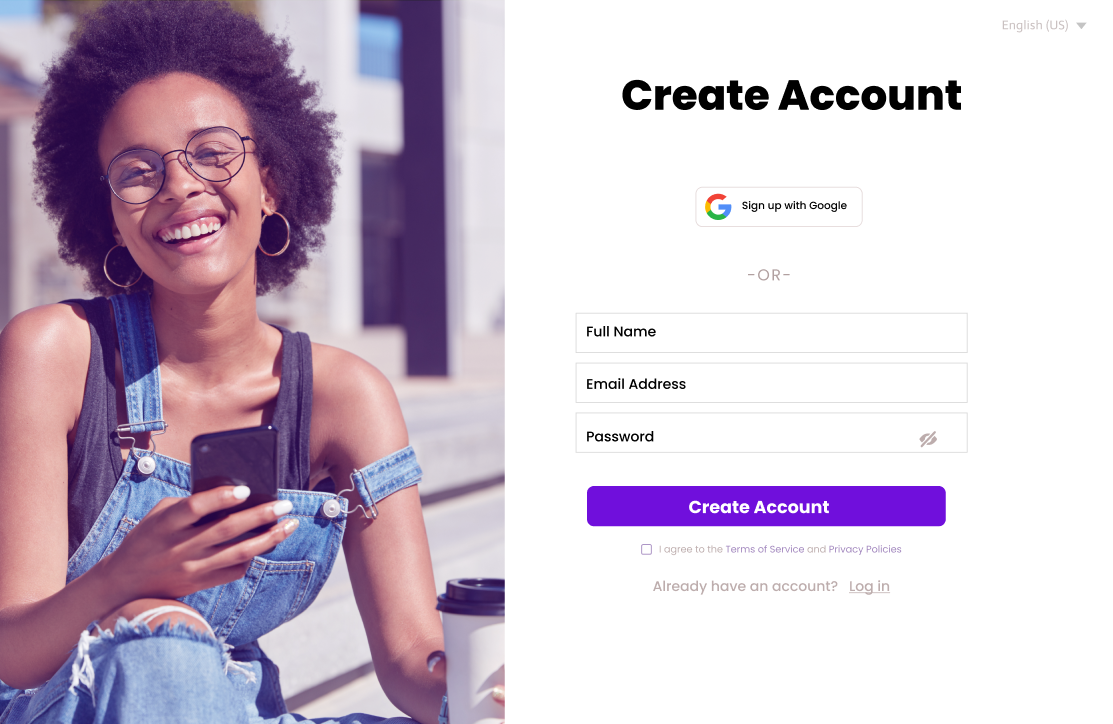 English (US)
Create Account
Sign up with Google
-OR-
Full Name
Email Address
Password
Create Account
I agree to the Terms of Service and Privacy Policies
Already have an account? Log in